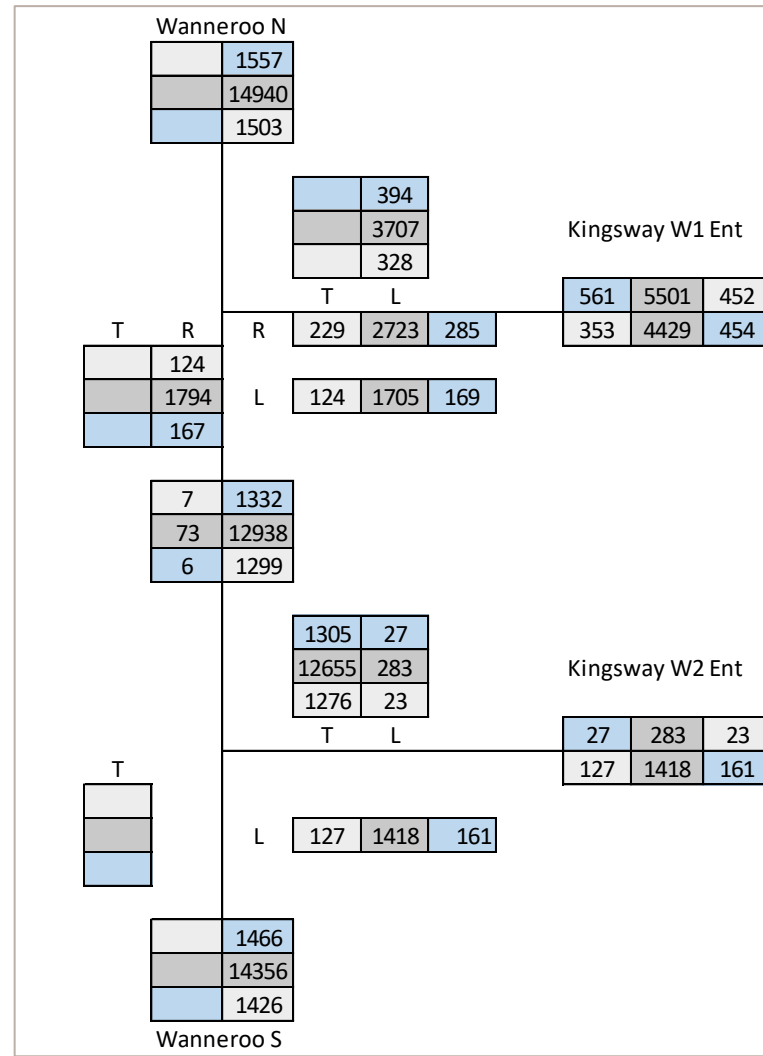 Wanneroo N
1557
14940
1503
394
3707
328
Kingsway W1 Ent
T L
561 5501 452
T R R 229 2723 285 353 4429 454
124
1794 L 124 1705 169
167
7 1332
73 12938
6 1299
1305 27
12655 283
1276 23
Kingsway W2 Ent
T L
27 283 23
T 127 1418 161
L 127 1418 161
1466
14356
1426
Wanneroo S